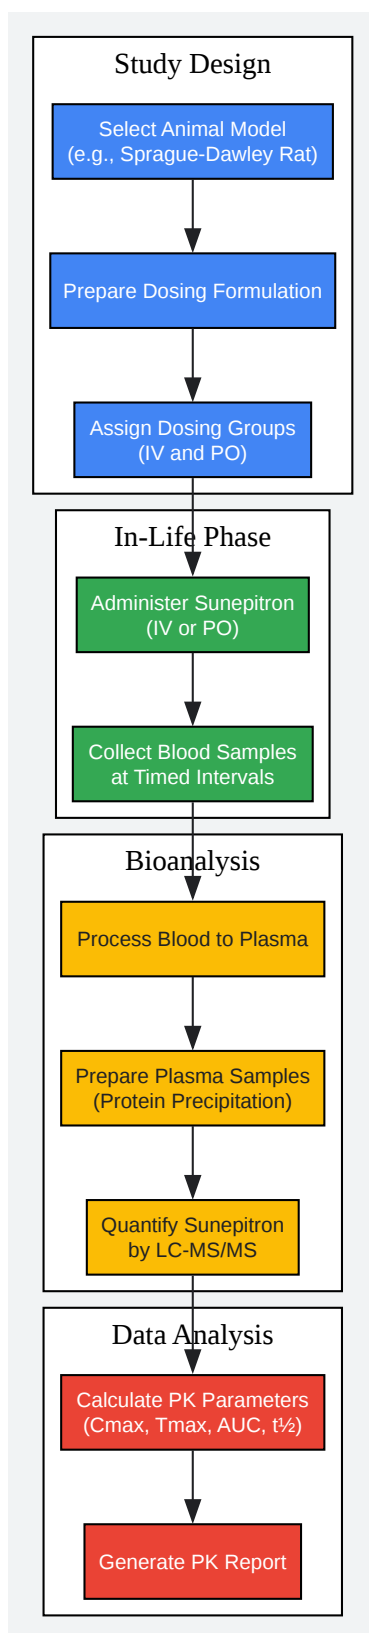 Study Design
Select Animal Model
(e.g., Sprague-Dawley Rat)
Prepare Dosing Formulation
Assign Dosing Groups
(IV and PO)
In-Life Phase
Administer Sunepitron
(IV or PO)
Collect Blood Samples
at Timed Intervals
Bioanalysis
Process Blood to Plasma
Prepare Plasma Samples
(Protein Precipitation)
Quantify Sunepitron
by LC-MS/MS
Data Analysis
Calculate PK Parameters
(Cmax, Tmax, AUC, t½)
Generate PK Report